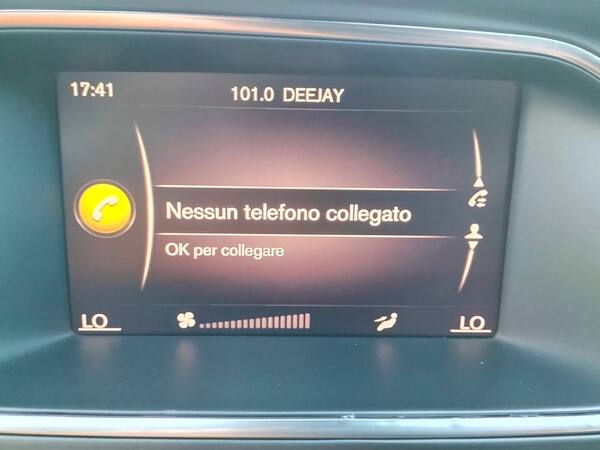 17:41 101.0 DEEJAY
Nessun telefono collegato
OK per collegare
LO LO